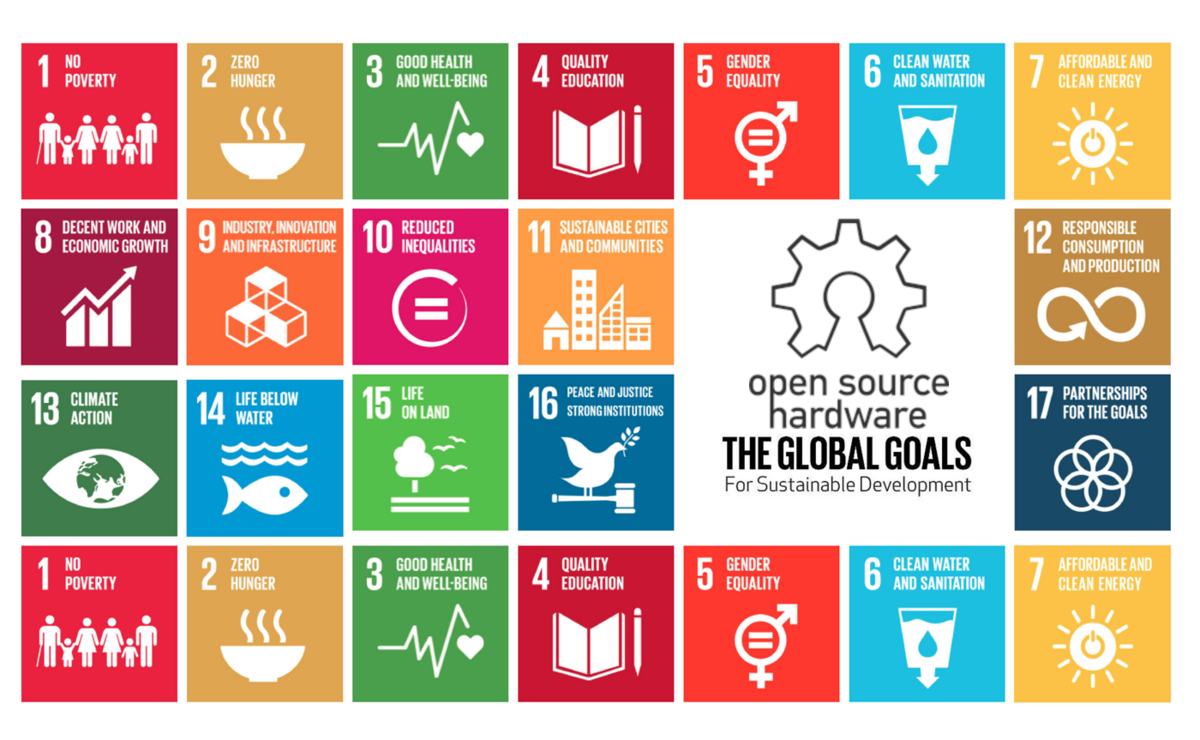 1 NO
POVERTY
2 ZERO
HUNGER
3 GOOD HEALTH
AND WELL-BEING
4 QUALITY
EDUCATION
5 GENDER
EQUALITY
6 CLEAN WATER
AND SANITATION
7 AFFORDABLE AND
CLEAN ENERGY
8 DECENT WORK AND
ECONOMIC GROWTH
9 INDUSTRY, INNOVATION
AND INFRASTRUCTURE
10 REDUCED
INEQUALITIES
11 SUSTAINABLE CITIES
AND COMMUNITIES
12 RESPONSIBLE
CONSUMPTION
AND PRODUCTION
13 CLIMATE
ACTION
14 LIFE BELOW
WATER
15 LIFE
ON LAND
16 PEACE AND JUSTICE
STRONG INSTITUTIONS
open source
hardware
THE GLOBAL GOALS
For Sustainable Development
17 PARTNERSHIPS
FOR THE GOALS
1 NO
POVERTY
2 ZERO
HUNGER
3 GOOD HEALTH
AND WELL-BEING
4 QUALITY
EDUCATION
5 GENDER
EQUALITY
6 CLEAN WATER
AND SANITATION
7 AFFORDABLE AND
CLEAN ENERGY